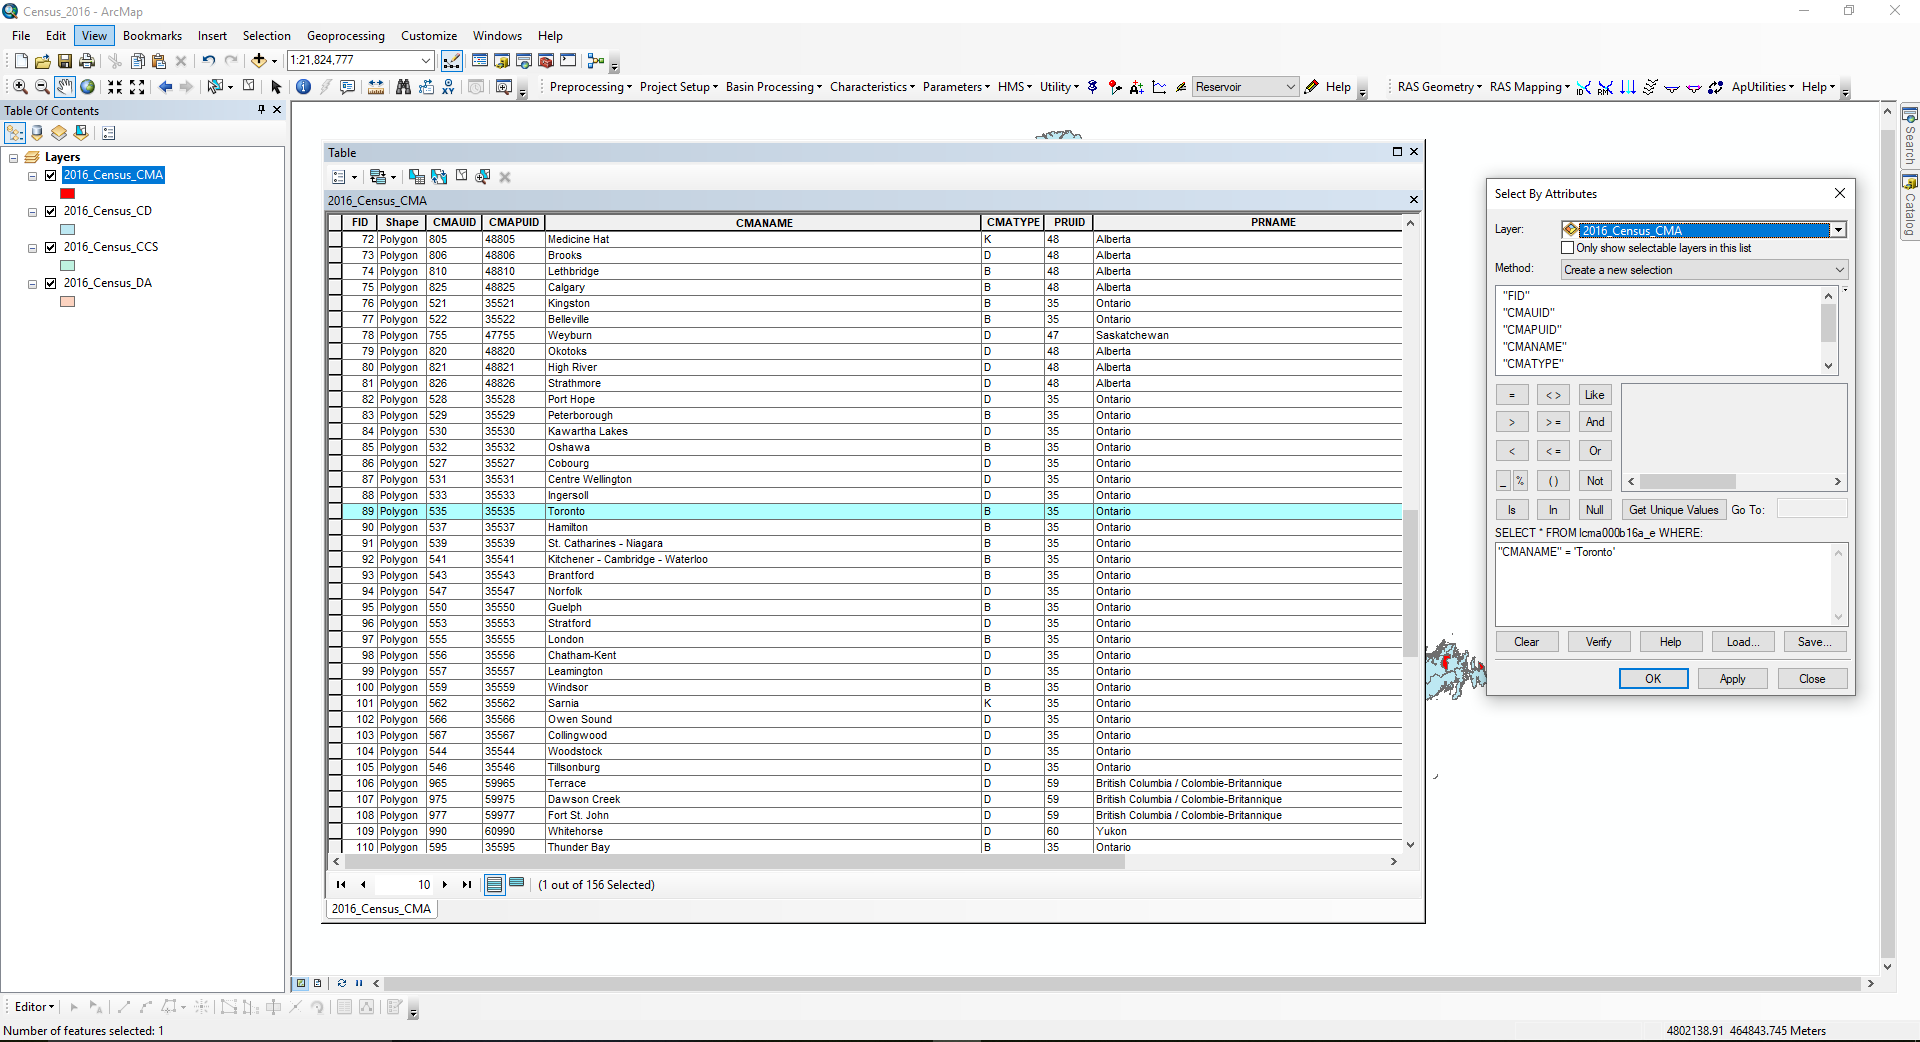 Census_2016 - ArcMap
File Edit View Bookmarks Insert Selection Geoprocessing Customize Windows Help
1:21,824,777
Preprocessing Project Setup Basin Processing Characteristics Parameters HMS Utility Reservoir Help RAS Geometry RAS Mapping ApUtilities Help
Table Of Contents
Layers
2016_Census_CMA
2016_Census_CD
2016_Census_CCS
2016_Census_DA
Table
2016_Census_CMA
FID Shape CMAUID CMAPUID CMANAME CMATYPE PRUID PRNAME
72 Polygon 805 48805 Medicine Hat K 48 Alberta
73 Polygon 806 48806 Brooks D 48 Alberta
74 Polygon 810 48810 Lethbridge B 48 Alberta
75 Polygon 825 48825 Calgary B 48 Alberta
76 Polygon 521 35521 Kingston B 35 Ontario
77 Polygon 522 35522 Belleville B 35 Ontario
78 Polygon 755 47755 Weyburn D 47 Saskatchewan
79 Polygon 820 48820 Okotoks D 48 Alberta
80 Polygon 821 48821 High River D 48 Alberta
81 Polygon 826 48826 Strathmore D 48 Alberta
82 Polygon 528 35528 Port Hope D 35 Ontario
83 Polygon 529 35529 Peterborough B 35 Ontario
84 Polygon 530 35530 Kawartha Lakes D 35 Ontario
85 Polygon 532 35532 Oshawa B 35 Ontario
86 Polygon 527 35527 Cobourg D 35 Ontario
87 Polygon 531 35531 Centre Wellington D 35 Ontario
88 Polygon 533 35533 Ingersoll D 35 Ontario
89 Polygon 535 35535 Toronto B 35 Ontario
90 Polygon 537 35537 Hamilton B 35 Ontario
91 Polygon 539 35539 St. Catharines - Niagara B 35 Ontario
92 Polygon 541 35541 Kitchener - Cambridge - Waterloo B 35 Ontario
93 Polygon 543 35543 Brantford B 35 Ontario
94 Polygon 547 35547 Norfolk D 35 Ontario
95 Polygon 550 35550 Guelph B 35 Ontario
96 Polygon 553 35553 Stratford D 35 Ontario
97 Polygon 555 35555 London B 35 Ontario
98 Polygon 556 35556 Chatham-Kent D 35 Ontario
99 Polygon 557 35557 Leamington D 35 Ontario
100 Polygon 559 35559 Windsor B 35 Ontario
101 Polygon 562 35562 Sarnia K 35 Ontario
102 Polygon 566 35566 Owen Sound D 35 Ontario
103 Polygon 567 35567 Collingwood D 35 Ontario
104 Polygon 544 35544 Woodstock D 35 Ontario
105 Polygon 546 35546 Tillsonburg D 35 Ontario
106 Polygon 965 59965 Terrace D 59 British Columbia / Colombie-Britannique
107 Polygon 975 59975 Dawson Creek D 59 British Columbia / Colombie-Britannique
108 Polygon 977 59977 Fort St. John D 59 British Columbia / Colombie-Britannique
109 Polygon 990 60990 Whitehorse D 60 Yukon
110 Polygon 595 35595 Thunder Bay B 35 Ontario
10 (1 out of 156 Selected)
2016_Census_CMA
Select By Attributes
Layer: 2016_Census_CMA
Only show selectable layers in this list
Method: Create a new selection
"FID"
"CMAUID"
"CMAPUID"
"CMANAME"
"CMATYPE"
= < > Like
> > = And
< < = Or
_ % ( ) Not
Is In Null Get Unique Values Go To:
SELECT * FROM lcma000b16a_e WHERE:
"CMANAME" = 'Toronto'
Clear Verify Help Load... Save...
OK Apply Close
Search
Catalog
Editor
Number of features selected: 1
4802138.91 464843.745 Meters